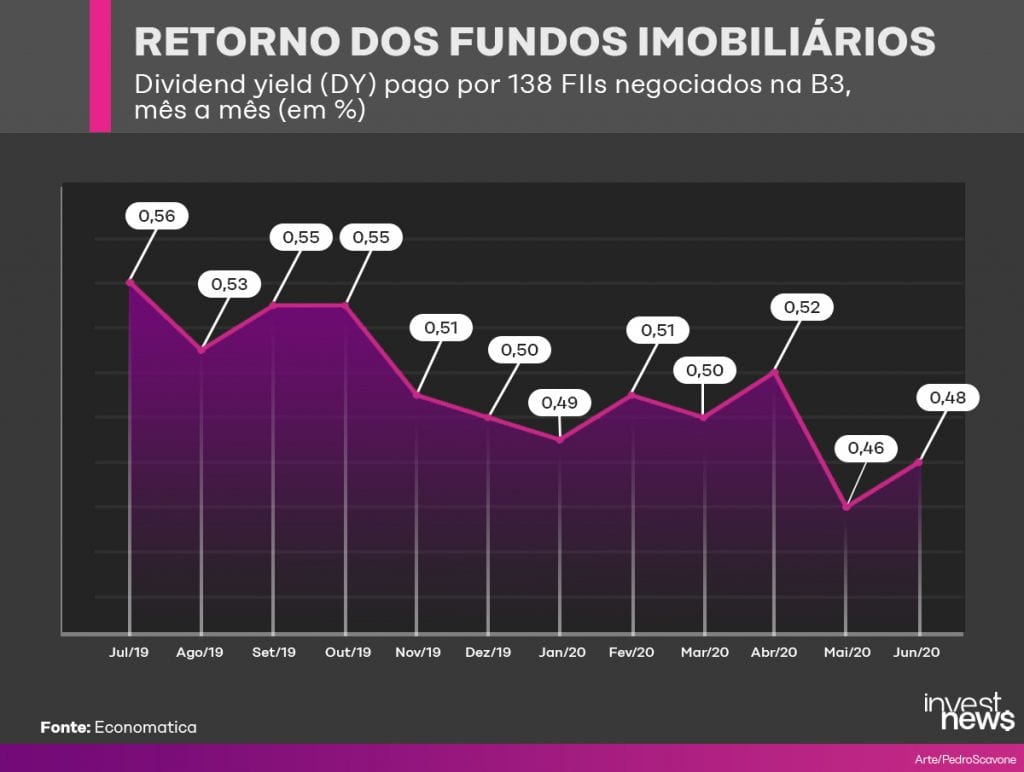 RETORNO DOS FUNDOS IMOBILIÁRIOS
Dividend yield (DY) pago por 138 FIIs negociados na B3,
mês a mês (em %)
0,56
0,53
0,55
0,55
0,51
0,50
0,49
0,51
0,50
0,52
0,46
0,48
Jul/19
Ago/19
Set/19
Out/19
Nov/19
Dez/19
Jan/20
Fev/20
Mar/20
Abr/20
Mai/20
Jun/20
Fonte: Economatica
invest
new$
Arte/PedroScavone